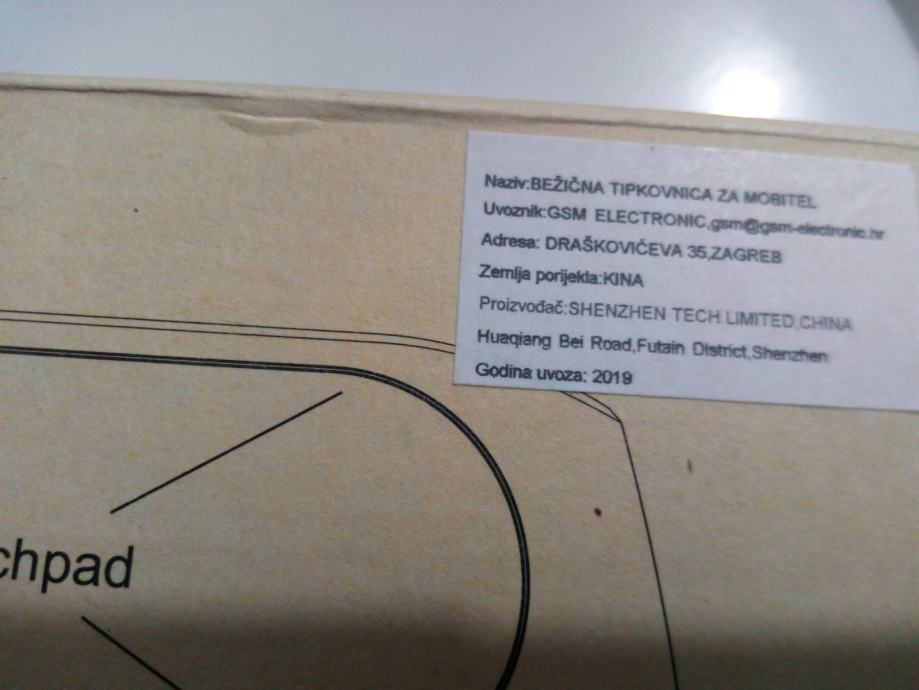 Naziv:BEŽIČNA TIPKOVNICA ZA MOBITEL
Uvoznik:GSM ELECTRONIC,gsm@gsm-electronic.hr
Adresa: DRAŠKOVIĆEVA 35,ZAGREB
Zemlja porijekla:KINA
Proizvođač:SHENZHEN TECH LIMITED,CHINA
Huaqiang Bei Road,Futain District,Shenzhen
Godina uvoza: 2019
chpad